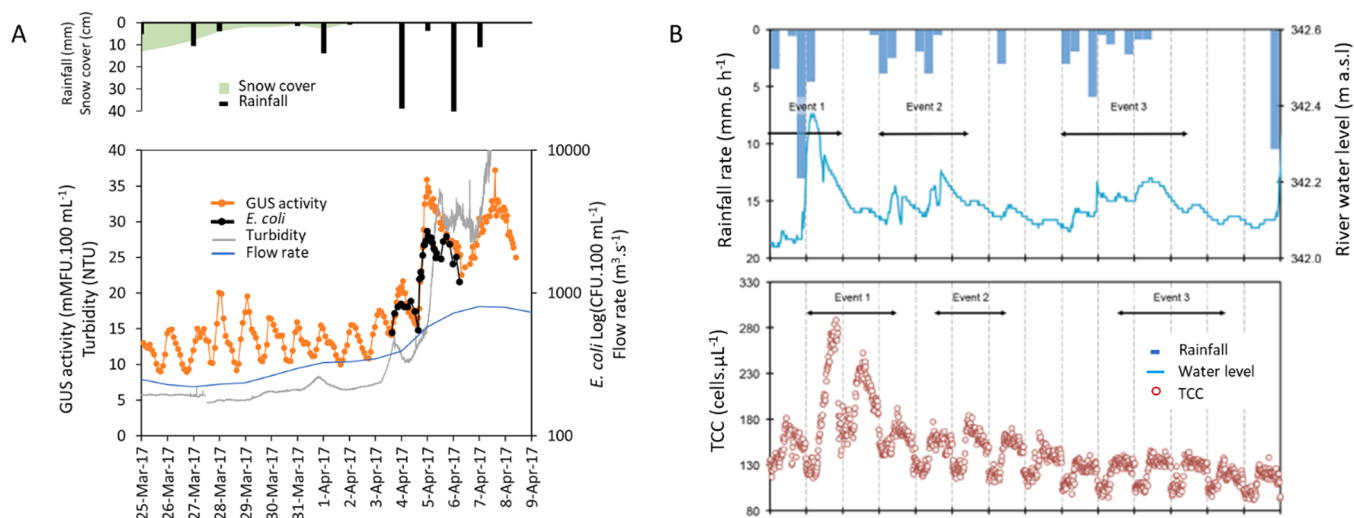 A
Rainfall (mm)
Snow cover (cm)
0
10
20
30
40
Snow cover
Rainfall
GUS activity (mMFU.100 mL⁻¹)
Turbidity (NTU)
40
35
30
25
20
15
10
5
0
GUS activity
E. coli
Turbidity
Flow rate
10000
1000
100
E. coli Log(CFU.100 mL⁻¹)
Flow rate (m³.s⁻¹)
25-Mar-17
26-Mar-17
27-Mar-17
28-Mar-17
29-Mar-17
30-Mar-17
31-Mar-17
1-Apr-17
2-Apr-17
3-Apr-17
4-Apr-17
5-Apr-17
6-Apr-17
7-Apr-17
8-Apr-17
9-Apr-17
B
Rainfall rate (mm.6 h⁻¹)
0
5
10
15
20
Event 1
Event 2
Event 3
342.6
342.4
342.2
342.0
River water level (m a.s.l)
TCC (cells.µL⁻¹)
330
280
230
180
130
80
Event 1
Event 2
Event 3
Rainfall
Water level
TCC